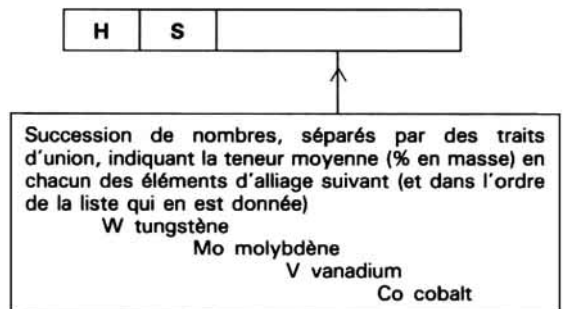 H S
Succession de nombres, séparés par des traits
d'union, indiquant la teneur moyenne (% en masse) en
chacun des éléments d'alliage suivant (et dans l'ordre
de la liste qui en est donnée)
W tungstène
Mo molybdène
V vanadium
Co cobalt